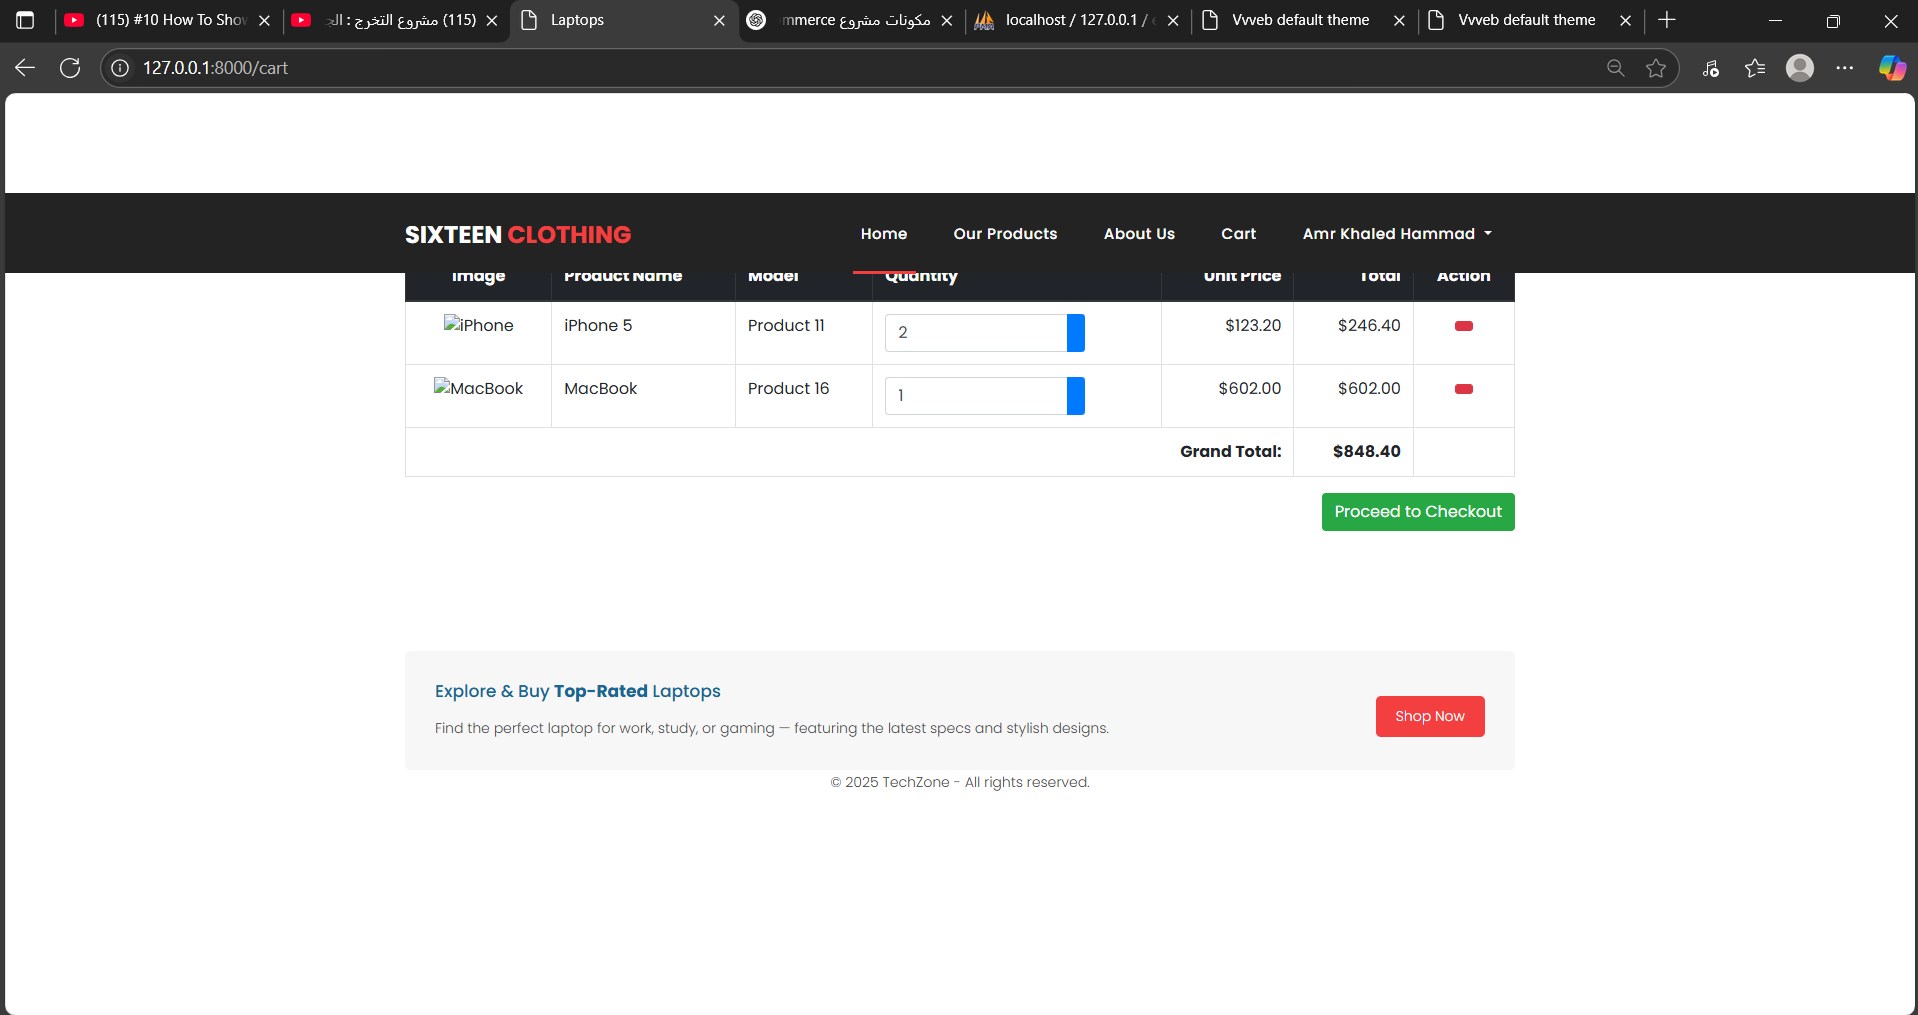 (115) #10 How To Shov
(115) مشروع التخرج : الج
Laptops
mmerce مكونات مشروع
localhost / 127.0.0.1 / e
Vvveb default theme
Vvveb default theme
127.0.0.1:8000/cart
SIXTEEN CLOTHING
Home
Our Products
About Us
Cart
Amr Khaled Hammad
Image Product Name Model Quantity Unit Price Total Action
iPhone iPhone 5 Product 11 2 $123.20 $246.40
MacBook MacBook Product 16 1 $602.00 $602.00
Grand Total: $848.40
Proceed to Checkout
Explore & Buy Top-Rated Laptops
Find the perfect laptop for work, study, or gaming — featuring the latest specs and stylish designs.
Shop Now
© 2025 TechZone - All rights reserved.